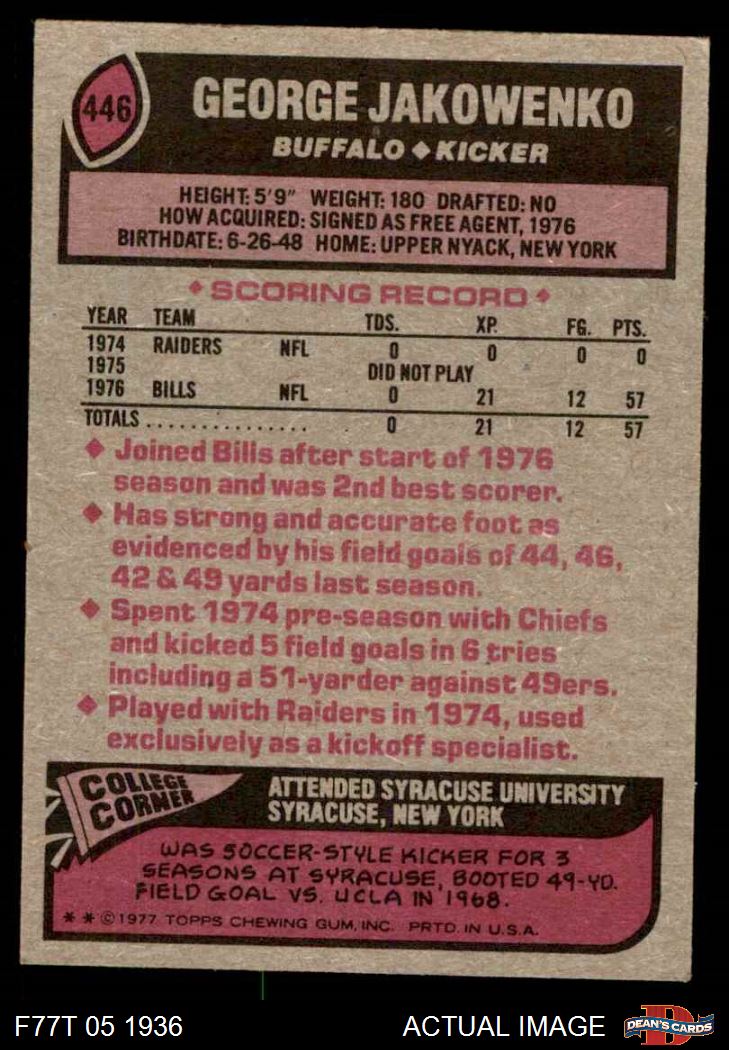 446
GEORGE JAKOWENKO
BUFFALO ◆ KICKER
HEIGHT: 5'9" WEIGHT: 180 DRAFTED: NO
HOW ACQUIRED: SIGNED AS FREE AGENT, 1976
BIRTHDATE: 6-26-48 HOME: UPPER NYACK, NEW YORK
◆ SCORING RECORD ◆
YEAR TEAM TDS. XP. FG. PTS.
1974 RAIDERS NFL 0 0 0 0
1975 DID NOT PLAY
1976 BILLS NFL 0 21 12 57
TOTALS . . . . . . . . . . . . . . . 0 21 12 57
◆ Joined Bills after start of 1976
season and was 2nd best scorer.
◆ Has strong and accurate foot as
evidenced by his field goals of 44, 46,
42 & 49 yards last season.
◆ Spent 1974 pre-season with Chiefs
and kicked 5 field goals in 6 tries
including a 51-yarder against 49ers.
◆ Played with Raiders in 1974, used
exclusively as a kickoff specialist.
COLLEGE
CORNER
ATTENDED SYRACUSE UNIVERSITY
SYRACUSE, NEW YORK
WAS SOCCER-STYLE KICKER FOR 3
SEASONS AT SYRACUSE, BOOTED 49-YD.
FIELD GOAL VS. UCLA IN 1968.
* * © 1977 TOPPS CHEWING GUM, INC. PRTD. IN U.S.A.
F77T 05 1936 ACTUAL IMAGE
D
DEAN'S CARDS